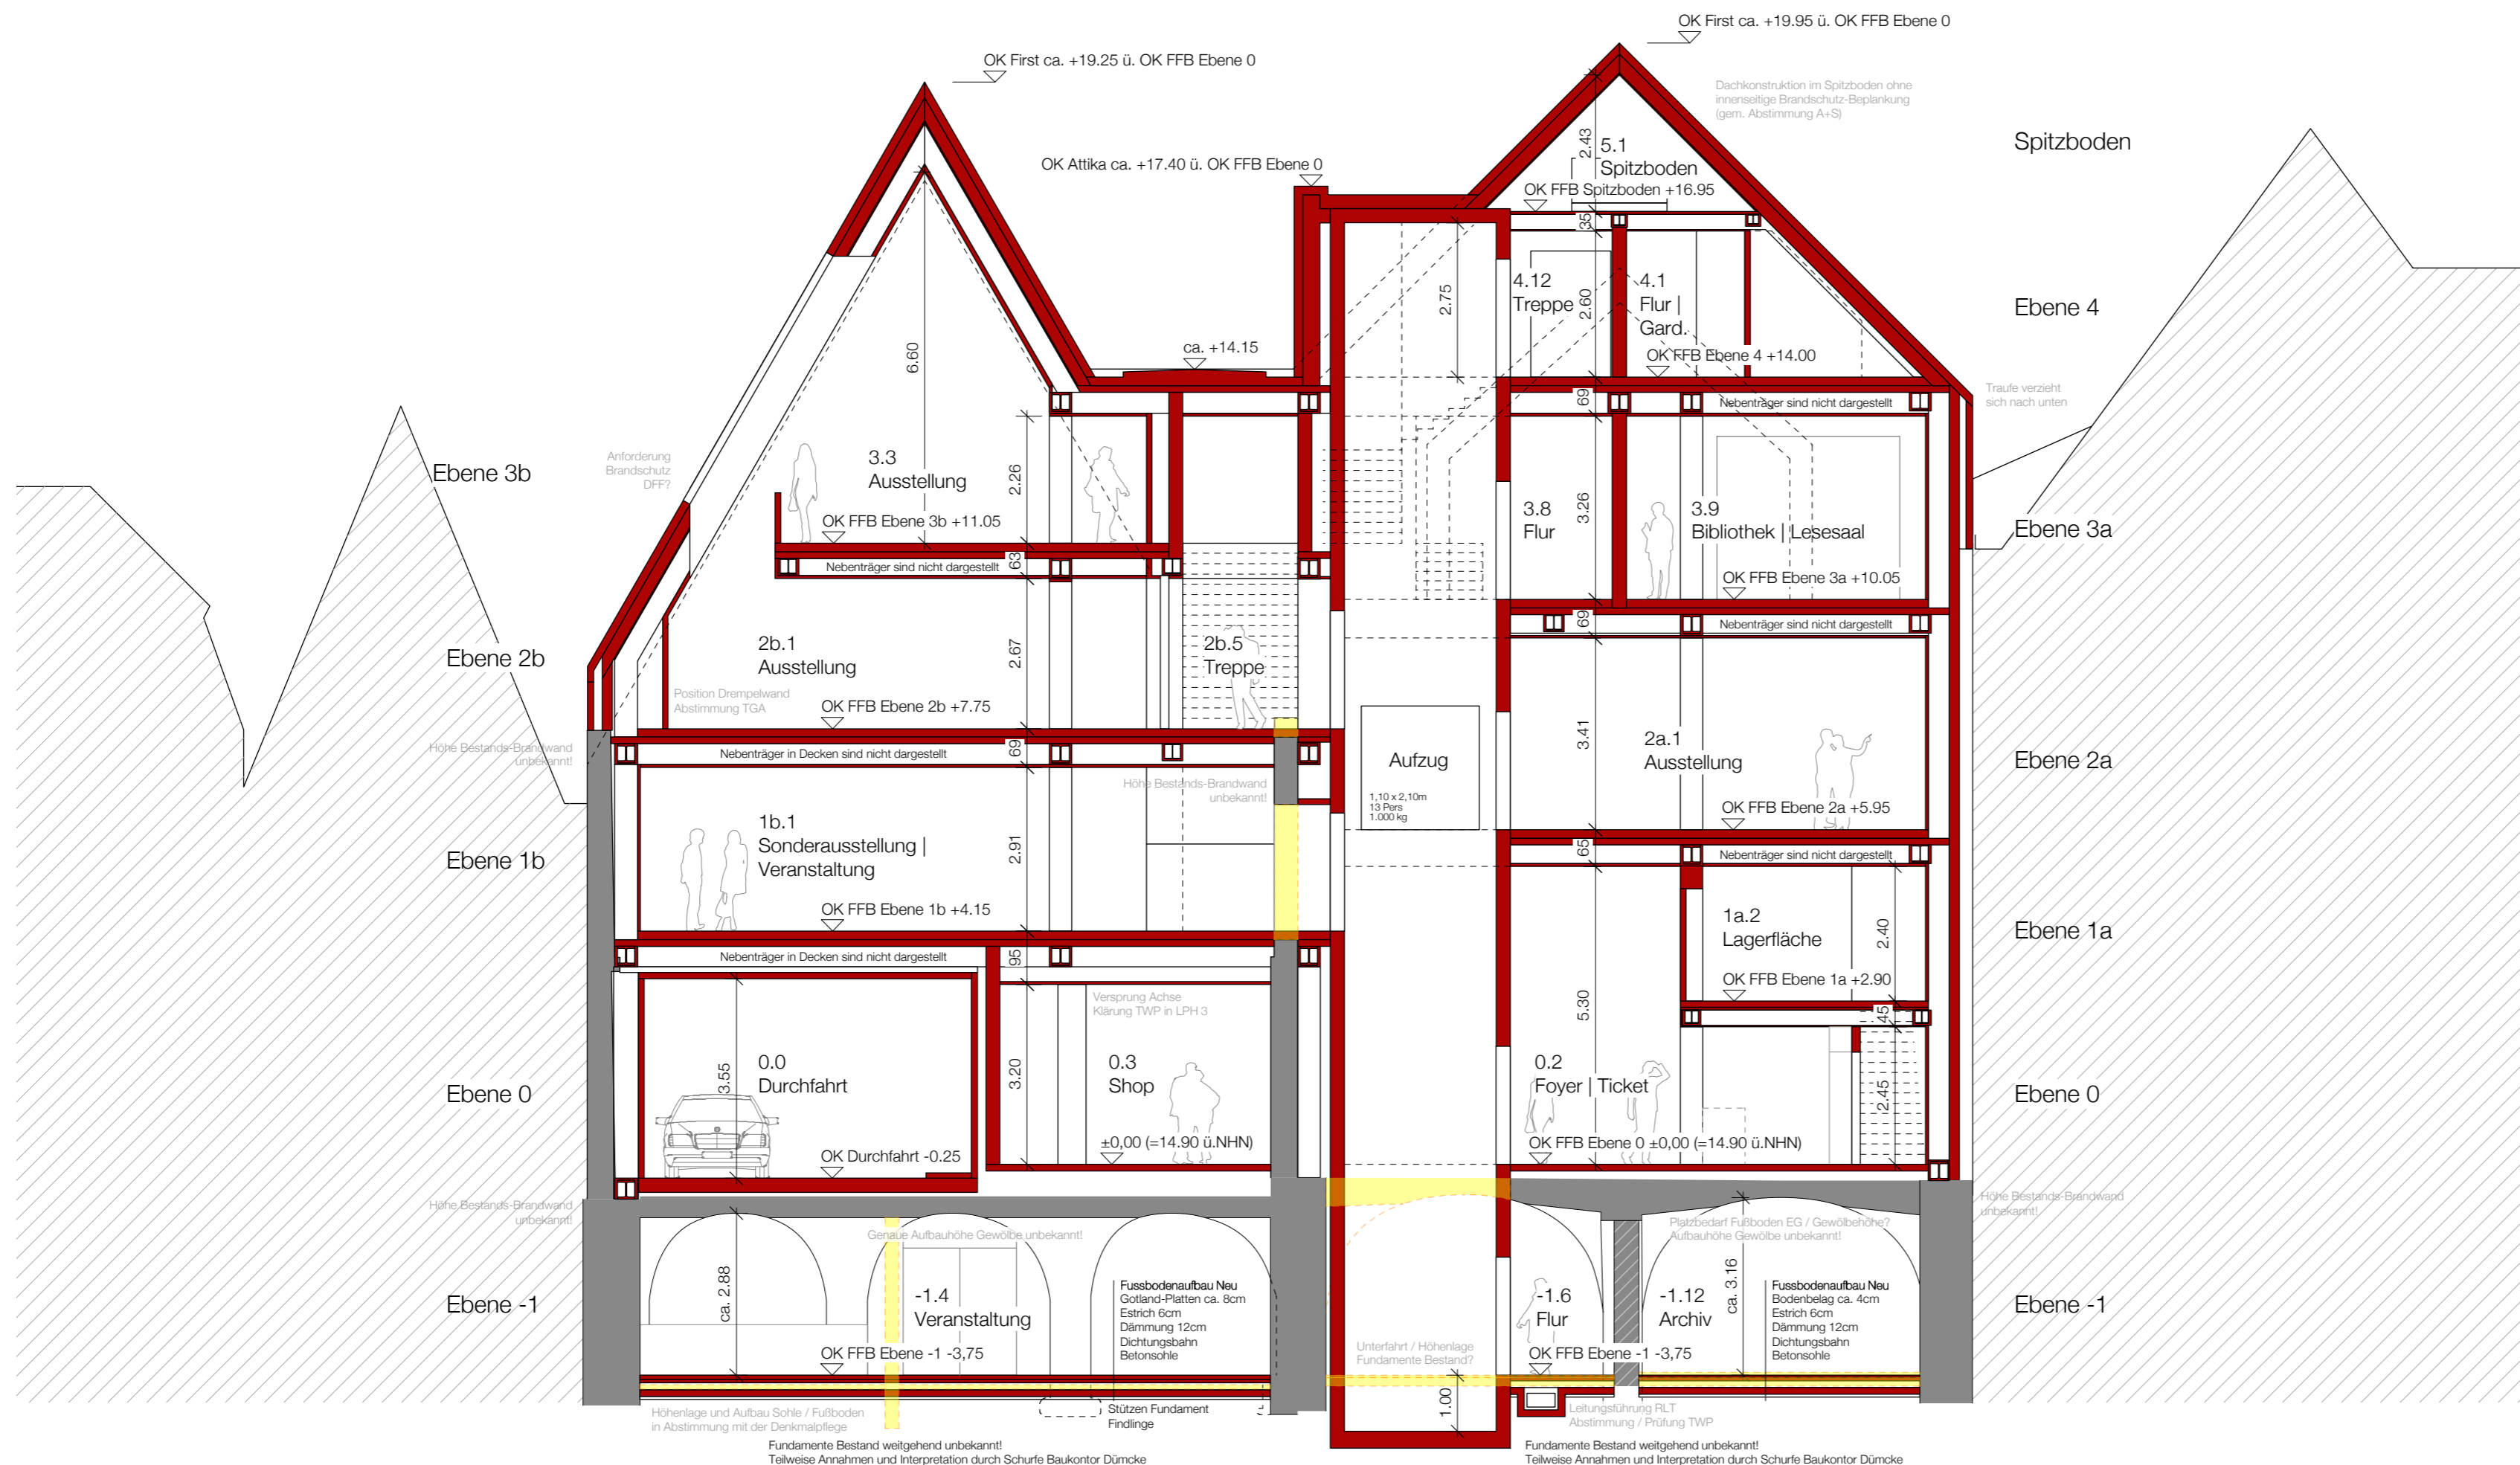 OK First ca. +19.95 ü. OK FFB Ebene 0
OK First ca. +19.25 ü. OK FFB Ebene 0
Dachkonstruktion im Spitzboden ohne
innenseitige Brandschutz-Beplankung
(gem. Abstimmung A+S)
Spitzboden
2.43
5.1
Spitzboden
OK Attika ca. +17.40 ü. OK FFB Ebene 0
OK FFB Spitzboden +16.95
35
2.75
4.12
Treppe
2.60
4.1
Flur |
Gard.
Ebene 4
6.60
ca. +14.15
OK FFB Ebene 4 +14.00
69
Nebenträger sind nicht dargestellt
Traufe verzieht
sich nach unten
Ebene 3b
Anforderung
Brandschutz
DFF?
3.3
Ausstellung
2.26
OK FFB Ebene 3b +11.05
3.8
Flur
3.26
3.9
Bibliothek | Lesesaal
Ebene 3a
63
Nebenträger sind nicht dargestellt
OK FFB Ebene 3a +10.05
69
Nebenträger sind nicht dargestellt
Ebene 2b
2b.1
Ausstellung
2.67
2b.5
Treppe
Position Drempelwand
Abstimmung TGA
OK FFB Ebene 2b +7.75
Höhe Bestands-Brandwand
unbekannt!
69
Nebenträger in Decken sind nicht dargestellt
Höhe Bestands-Brandwand
unbekannt!
Aufzug
1,10 x 2,10m
13 Pers
1.000 kg
3.41
2a.1
Ausstellung
Ebene 2a
OK FFB Ebene 2a +5.95
65
Nebenträger sind nicht dargestellt
Ebene 1b
1b.1
Sonderausstellung |
Veranstaltung
2.91
OK FFB Ebene 1b +4.15
1a.2
Lagerfläche
2.40
Ebene 1a
OK FFB Ebene 1a +2.90
95
Nebenträger in Decken sind nicht dargestellt
Versprung Achse
Klärung TWP in LPH 3
5.30
45
Ebene 0
3.55
0.0
Durchfahrt
3.20
0.3
Shop
0.2
Foyer | Ticket
2.45
Ebene 0
OK Durchfahrt -0.25
±0,00 (=14.90 ü.NHN)
OK FFB Ebene 0 ±0,00 (=14.90 ü.NHN)
Höhe Bestands-Brandwand
unbekannt!
Höhe Bestands-Brandwand
unbekannt!
Genaue Aufbauhöhe Gewölbe unbekannt!
Platzbedarf Fußboden EG / Gewölbehöhe?
Aufbauhöhe Gewölbe unbekannt!
Ebene -1
ca. 2.88
-1.4
Veranstaltung
OK FFB Ebene -1 -3,75
Fussbodenaufbau Neu
Gotland-Platten ca. 8cm
Estrich 6cm
Dämmung 12cm
Dichtungsbahn
Betonsohle
-1.6
Flur
-1.12
Archiv
ca. 3.16
Fussbodenaufbau Neu
Bodenbelag ca. 4cm
Estrich 6cm
Dämmung 12cm
Dichtungsbahn
Betonsohle
Ebene -1
Unterfahrt / Höhenlage
Fundamente Bestand?
OK FFB Ebene -1 -3,75
1.00
Höhenlage und Aufbau Sohle / Fußboden
in Abstimmung mit der Denkmalpflege
Stützen Fundament
Findlinge
Leitungsführung RLT
Abstimmung / Prüfung TWP
Fundamente Bestand weitgehend unbekannt!
Teilweise Annahmen und Interpretation durch Schurfe Baukontor Dümcke
Fundamente Bestand weitgehend unbekannt!
Teilweise Annahmen und Interpretation durch Schurfe Baukontor Dümcke